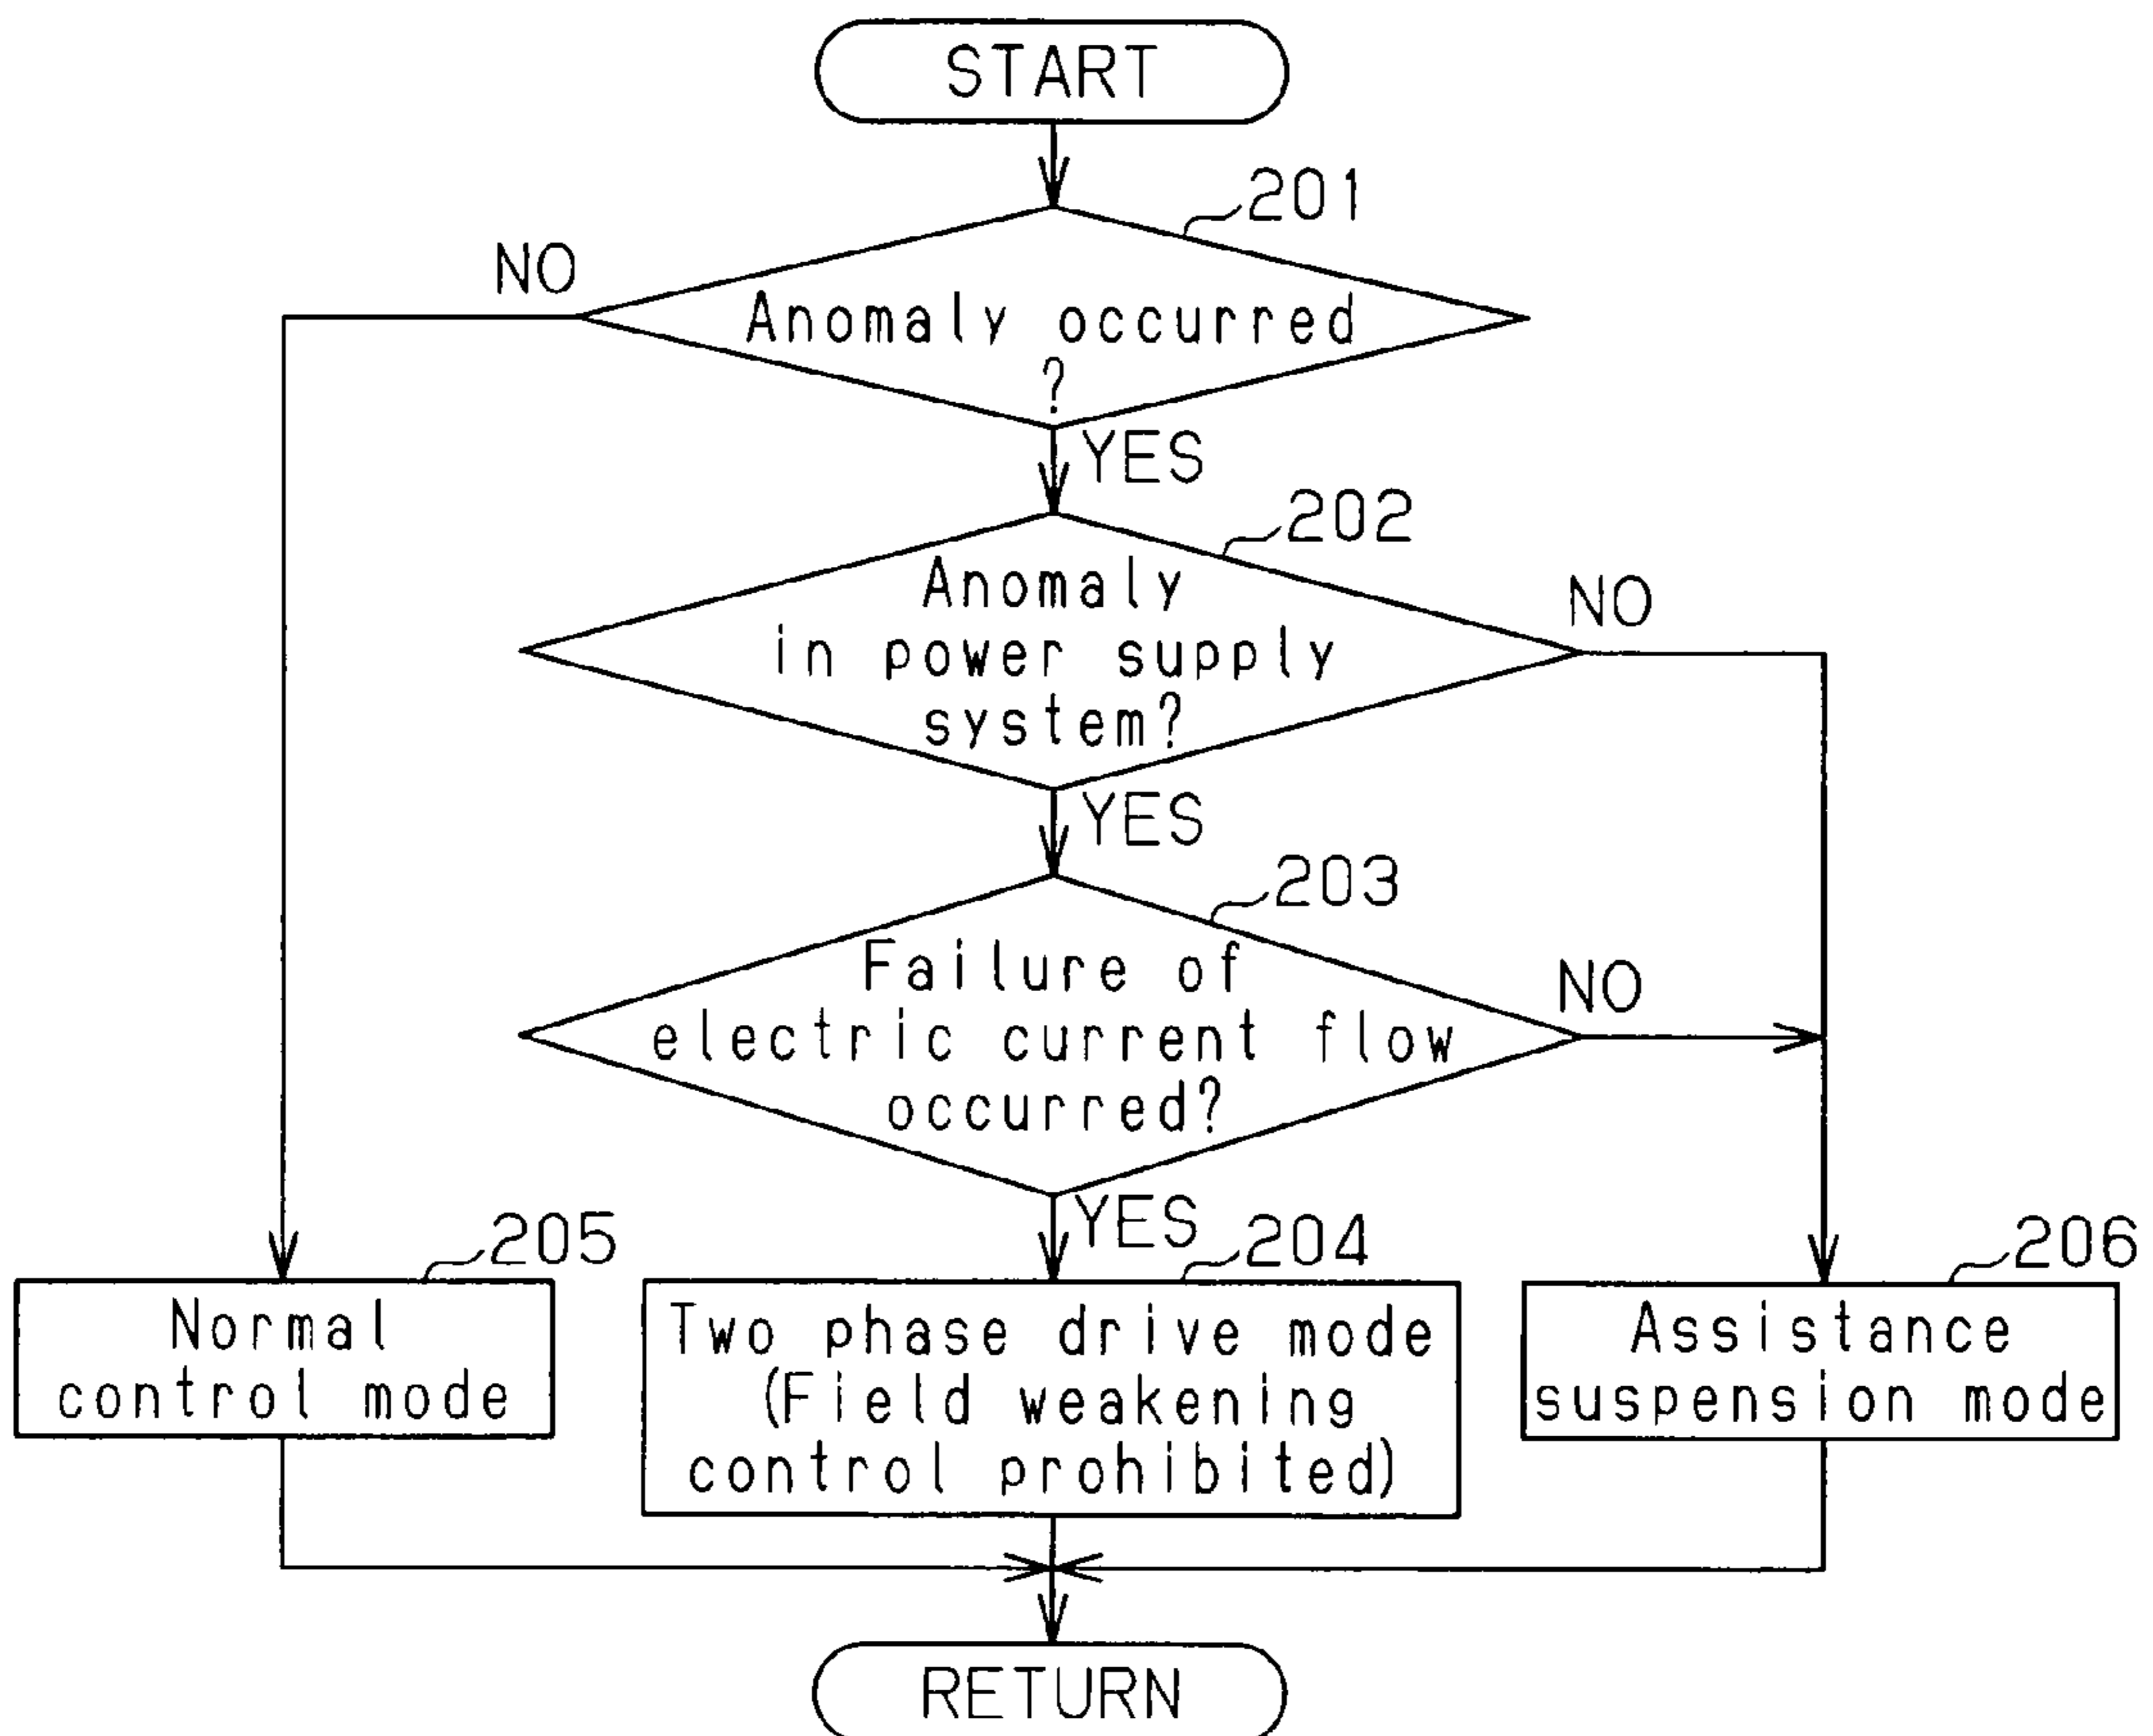 START
201
NO
Anomaly occurred
?
YES
202
Anomaly
in power supply
system?
NO
YES
203
Failure of
electric current flow
occurred?
NO
YES
205
Normal
control mode
204
Two phase drive mode
(Field weakening
control prohibited)
206
Assistance
suspension mode
RETURN